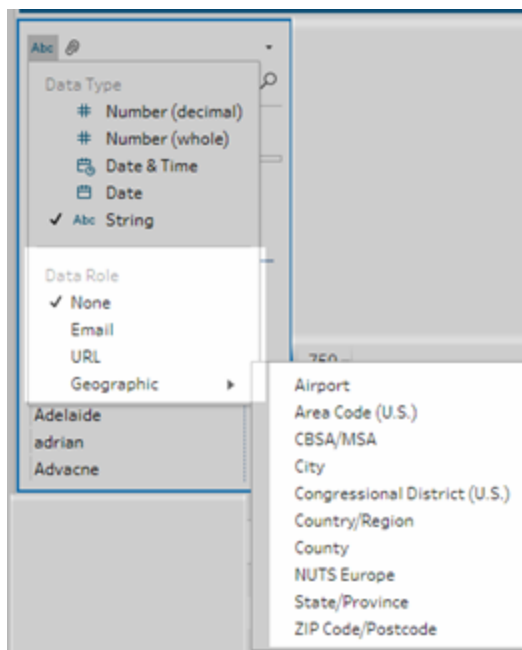 Abc
Data Type
# Number (decimal)
# Number (whole)
Date & Time
Date
✓ Abc String
Data Role
✓ None
Email
URL
Geographic
Adelaide
adrian
Advacne
Airport
Area Code (U.S.)
CBSA/MSA
City
Congressional District (U.S.)
Country/Region
County
NUTS Europe
State/Province
ZIP Code/Postcode